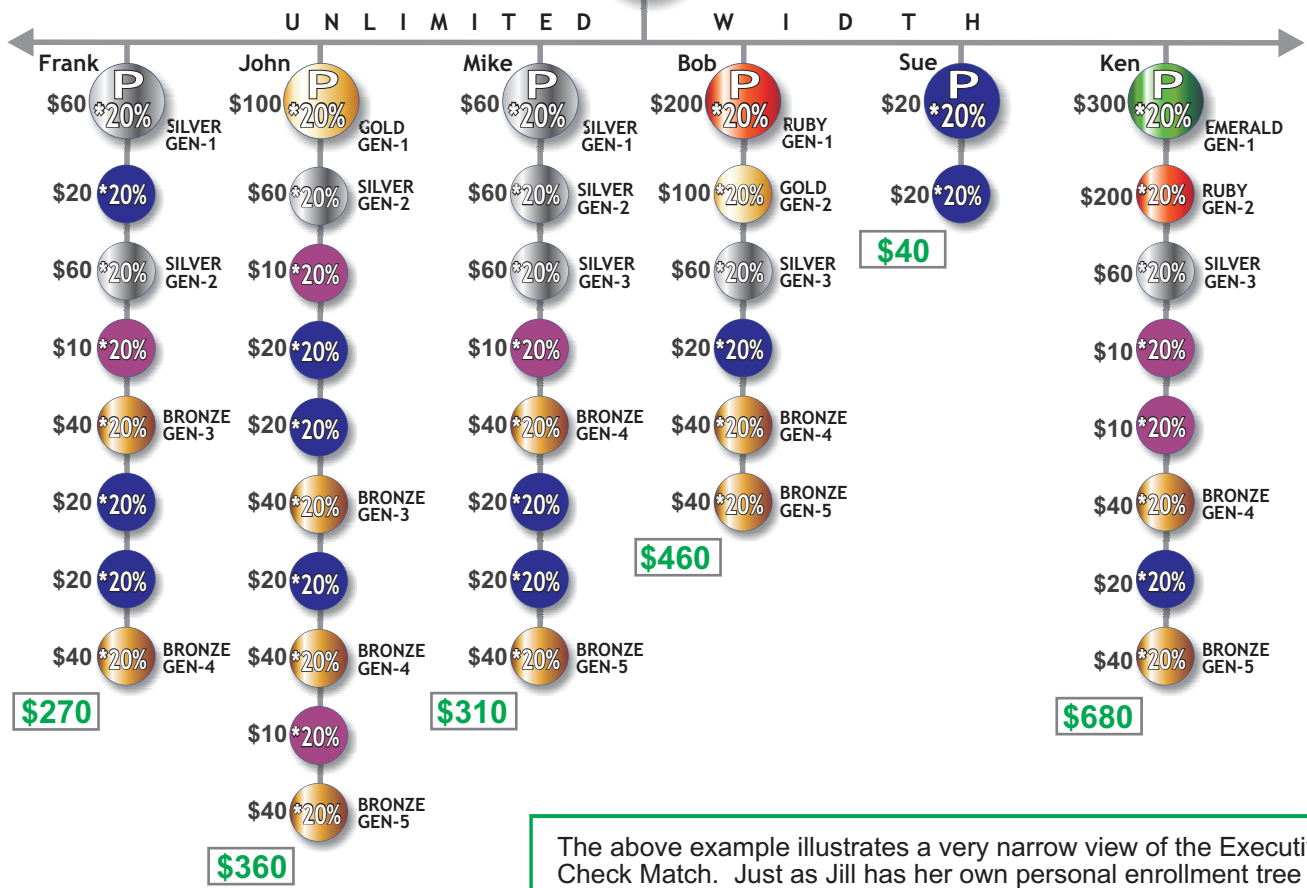 U N L I M I T E D W I D T H
Frank
P
$60 *20%
SILVER
GEN-1
$20 *20%
$60 *20% SILVER
GEN-2
$10 *20%
$40 *20% BRONZE
GEN-3
$20 *20%
$20 *20%
$40 *20% BRONZE
GEN-4
$270
John
P
$100 *20%
GOLD
GEN-1
$60 *20% SILVER
GEN-2
$10 *20%
$20 *20%
$20 *20%
$40 *20% BRONZE
GEN-3
$20 *20%
$40 *20% BRONZE
GEN-4
$10 *20%
$40 *20% BRONZE
GEN-5
$360
Mike
P
$60 *20%
SILVER
GEN-1
$60 *20% SILVER
GEN-2
$60 *20% SILVER
GEN-3
$10 *20%
$40 *20% BRONZE
GEN-4
$20 *20%
$20 *20%
$40 *20% BRONZE
GEN-5
$310
Bob
P
$200 *20%
RUBY
GEN-1
$100 *20% GOLD
GEN-2
$60 *20% SILVER
GEN-3
$20 *20%
$40 *20% BRONZE
GEN-4
$40 *20% BRONZE
GEN-5
$460
Sue
P
$20 *20%
$20 *20%
$40
Ken
P
$300 *20%
EMERALD
GEN-1
$200 *20% RUBY
GEN-2
$60 *20% SILVER
GEN-3
$10 *20%
$10 *20%
$40 *20% BRONZE
GEN-4
$20 *20%
$40 *20% BRONZE
GEN-5
$680
The above example illustrates a very narrow view of the Executi
Check Match. Just as Jill has her own personal enrollment tree